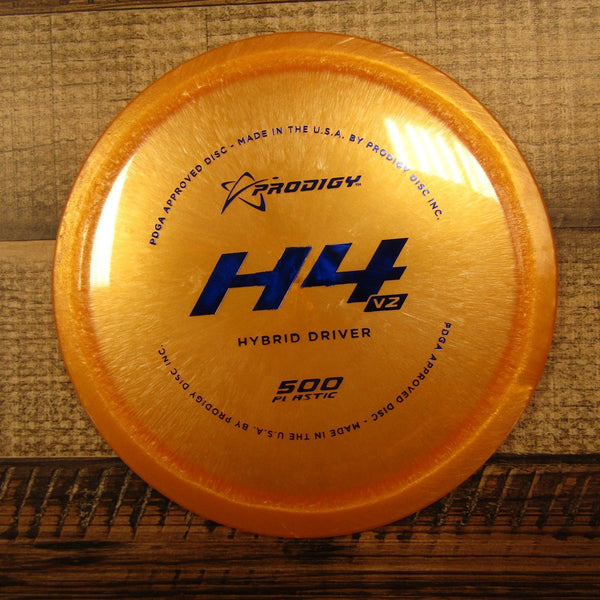 PDGA APPROVED DISC - MADE IN THE U.S.A. BY PRODIGY DISC INC.
PRODIGY™
H4 V2
HYBRID DRIVER
500
PLASTIC
PDGA APPROVED DISC - MADE IN THE U.S.A. BY PRODIGY DISC INC.